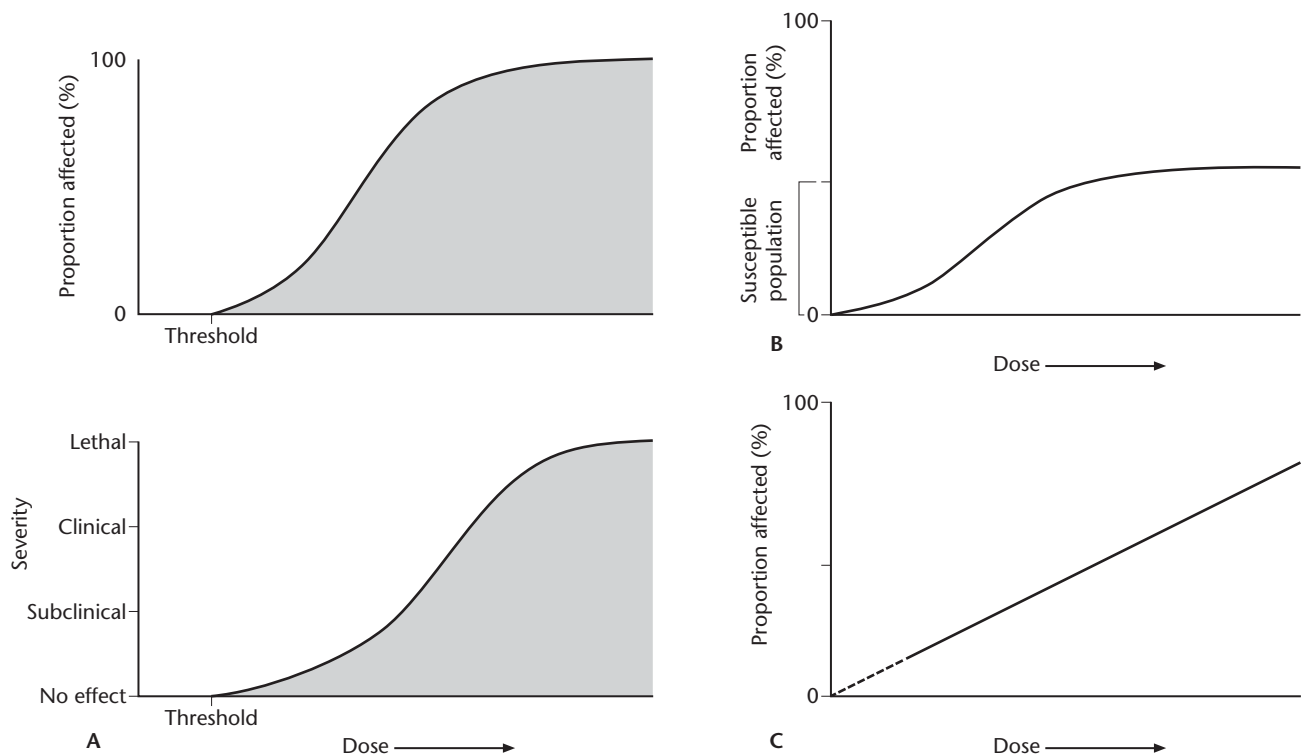 100
Proportion affected (%)
0
Threshold
Lethal
Clinical
Severity
Subclinical
No effect
Threshold
A
Dose
100
Proportion
affected (%)
Susceptible
population
0
B
Dose
100
Proportion affected (%)
0
C
Dose